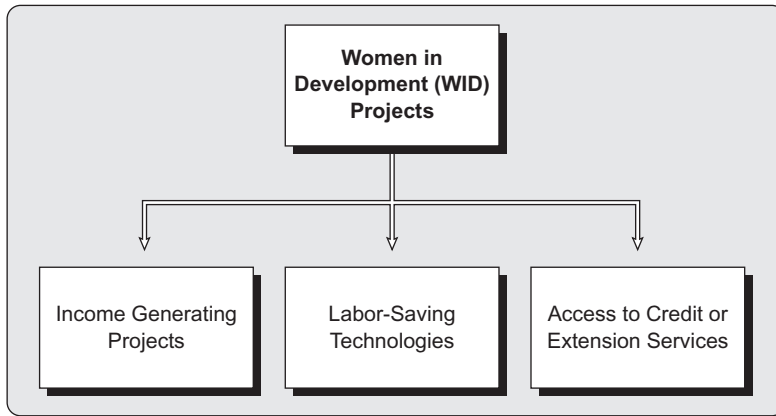 Women in
Development (WID)
Projects
Income Generating
Projects
Labor-Saving
Technologies
Access to Credit or
Extension Services